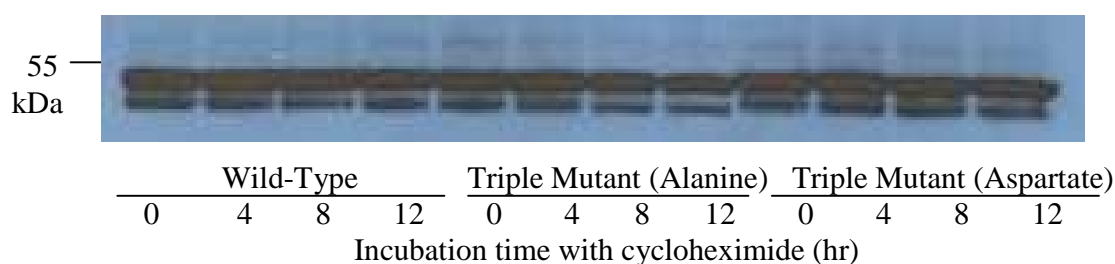 55
kDa
Wild-Type Triple Mutant (Alanine) Triple Mutant (Aspartate)
0 4 8 12 0 4 8 12 0 4 8 12
Incubation time with cycloheximide (hr)